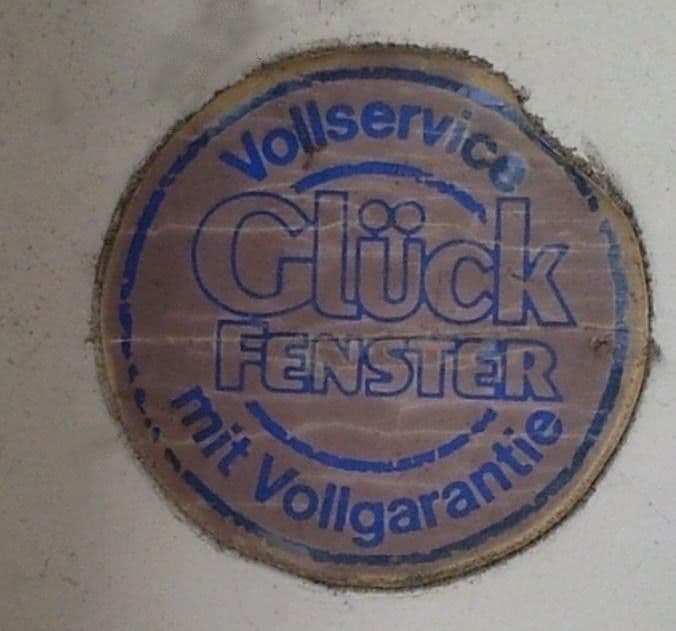 Vollservice
Glück
FENSTER
mit Vollgarantie